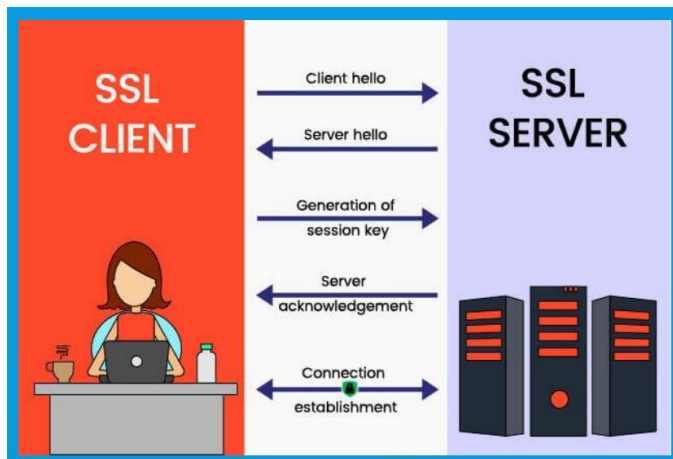 SSL
CLIENT
Client hello
Server hello
Generation of
session key
Server
acknowledgement
Connection
establishment
SSL
SERVER